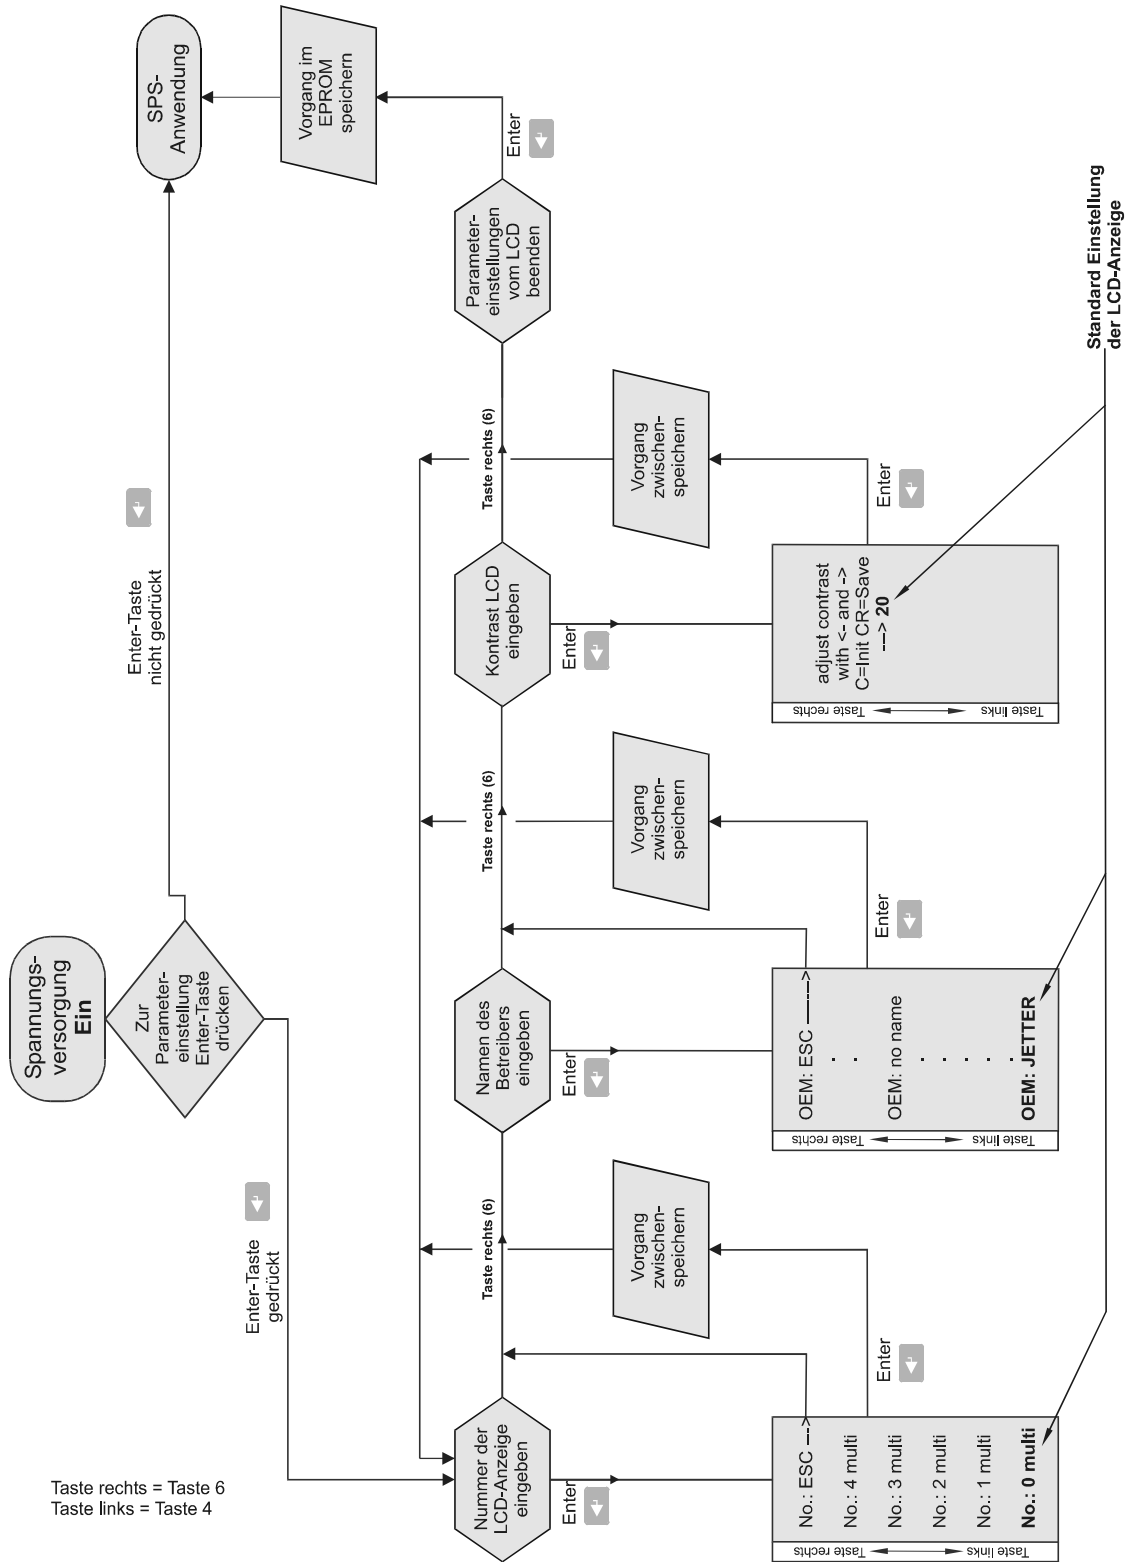 Spannungs-
versorgung
Ein
Zur
Parameter-
einstellung
Enter-Taste
drücken
Enter-Taste
nicht gedrückt
SPS-
Anwendung
Vorgang im
EPROM
speichern
Enter
Enter-Taste
gedrückt
Taste rechts = Taste 6
Taste links = Taste 4
Nummer der
LCD-Anzeige
eingeben
Taste rechts (6)
Namen des
Betreibers
eingeben
Taste rechts (6)
Kontrast LCD
eingeben
Taste rechts (6)
Parameter-
einstellungen
vom LCD
beenden
Enter
Vorgang
zwischen-
speichern
Enter
Enter
Vorgang
zwischen-
speichern
Enter
Enter
Vorgang
zwischen-
speichern
Enter
Taste links
Taste rechts
No.: ESC --->
No.: 4 multi
No.: 3 multi
No.: 2 multi
No.: 1 multi
No.: 0 multi
Taste links
Taste rechts
OEM: ESC ----->
. .
OEM: no name
. . . . .
OEM: JETTER
Taste links
Taste rechts
adjust contrast
with <- and ->
C=Init CR=Save
---> 20
Standard Einstellung
der LCD-Anzeige